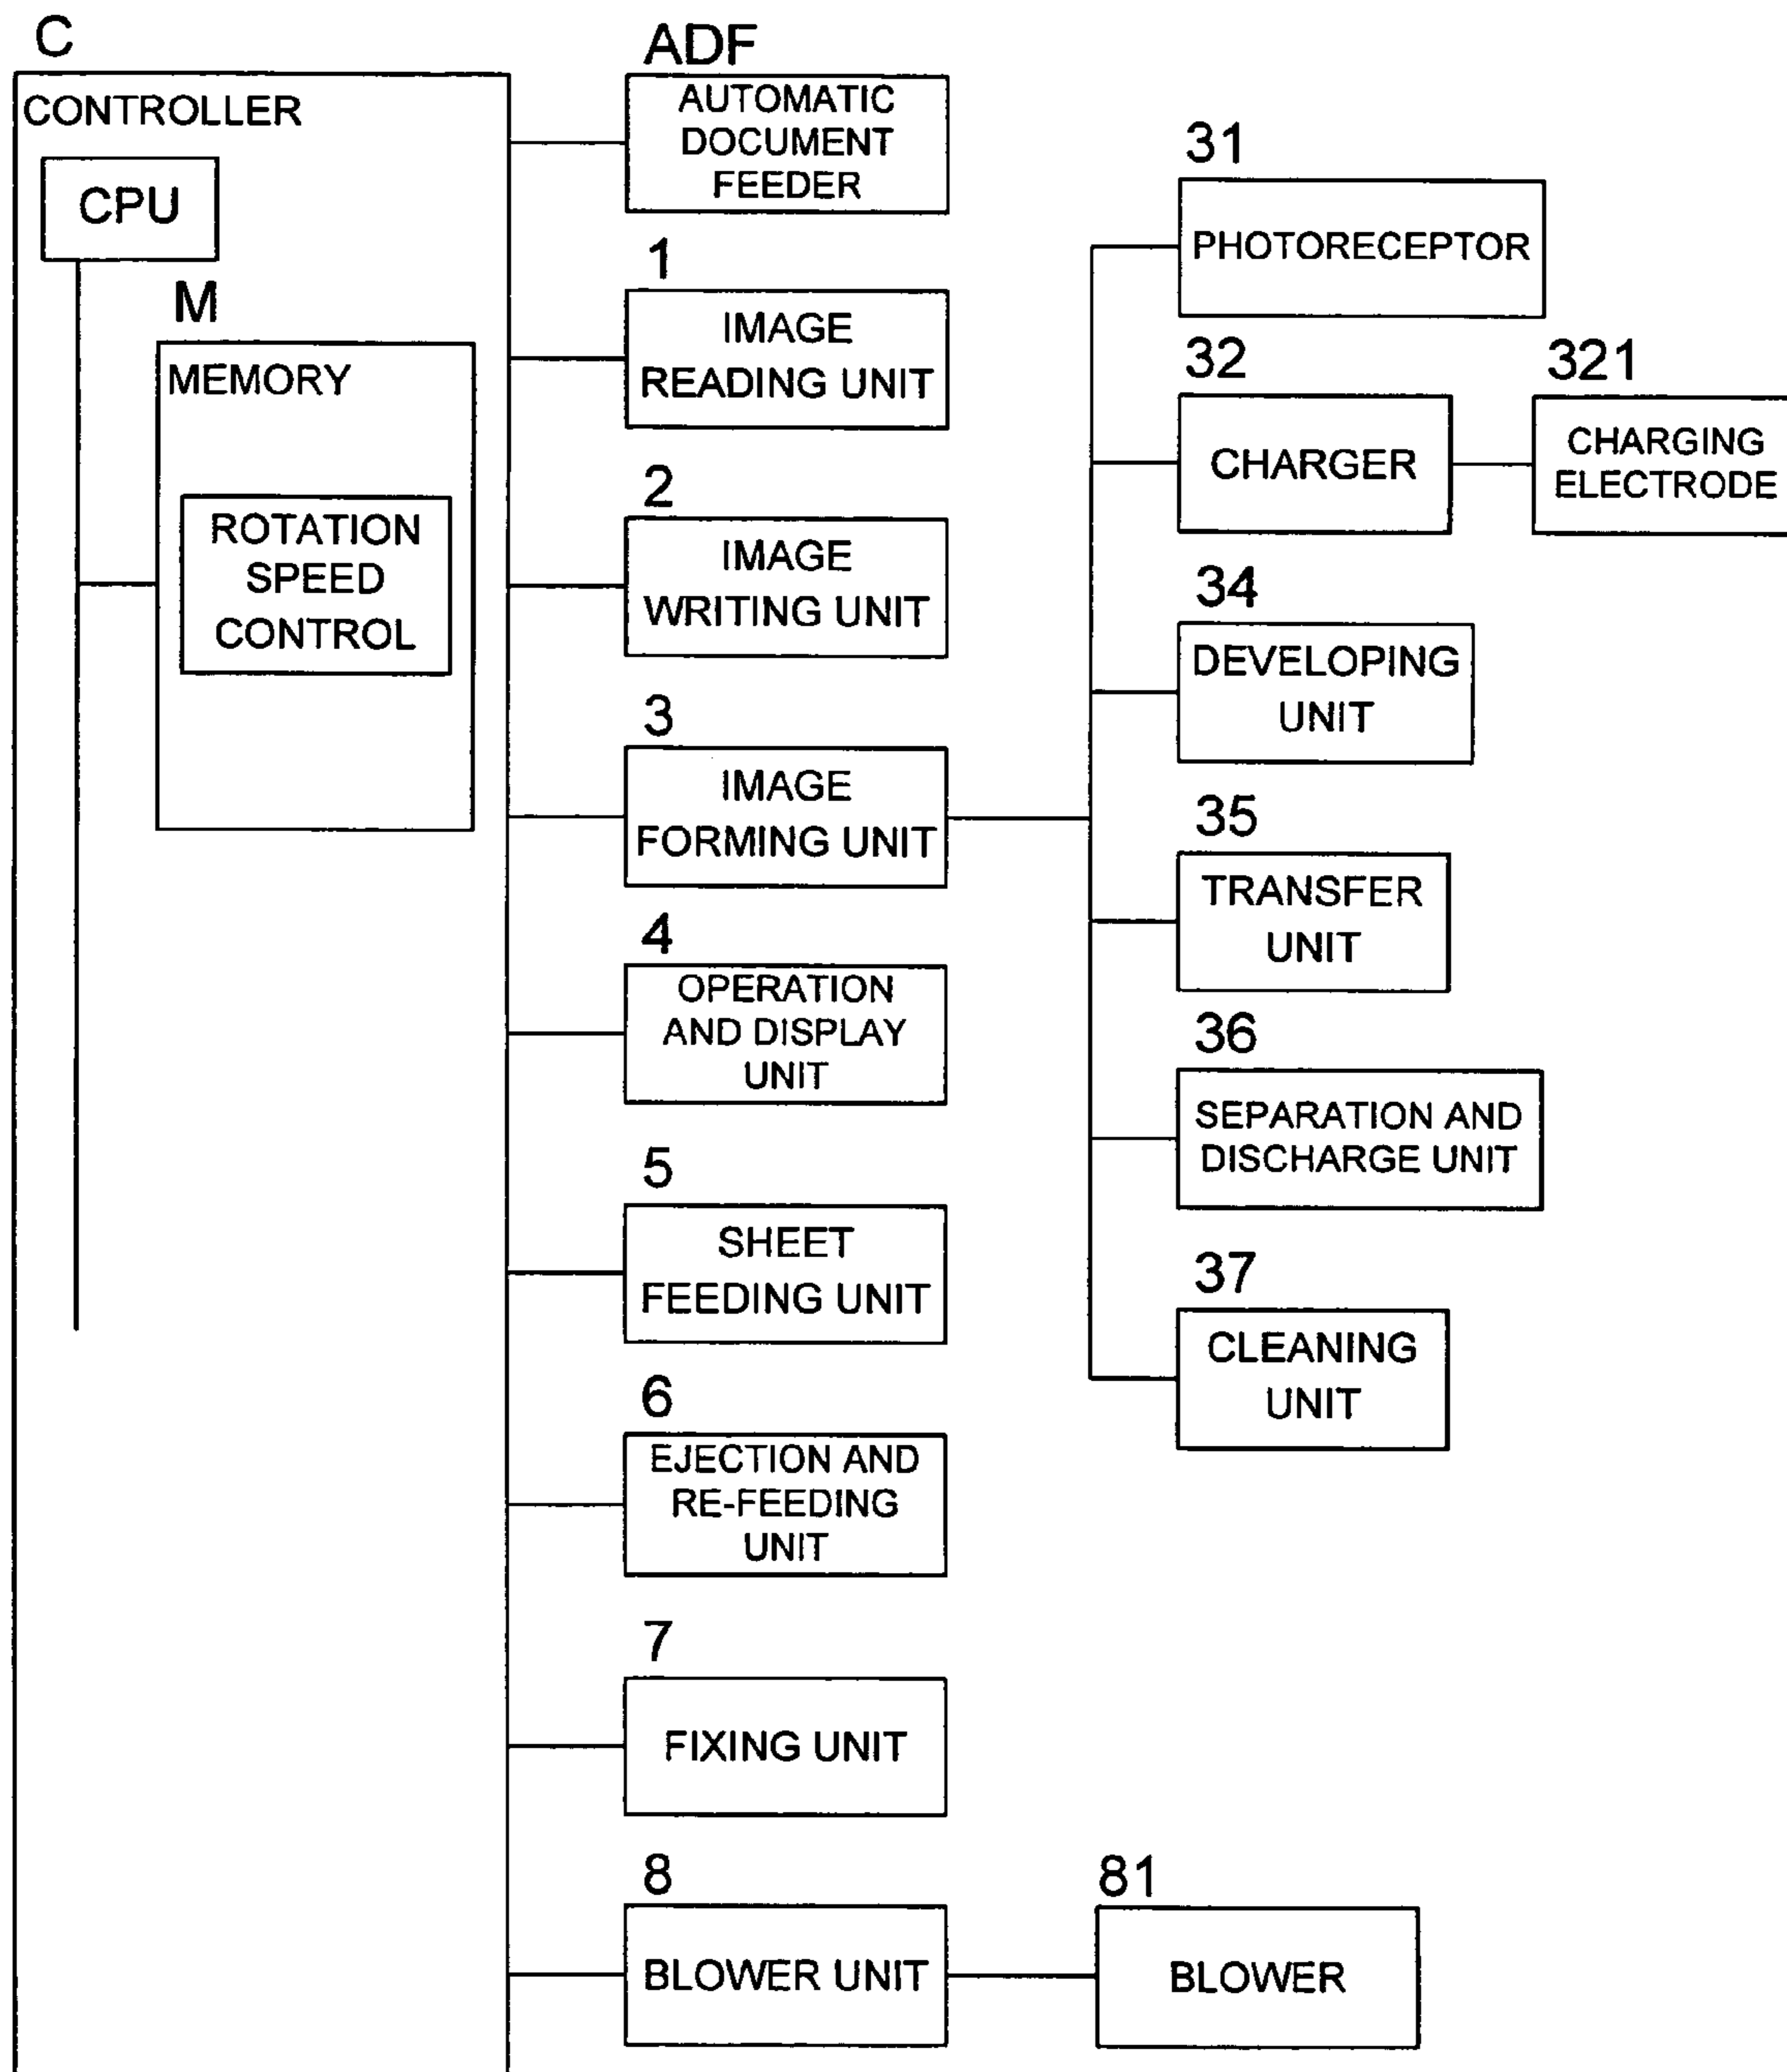 C
CONTROLLER
CPU
M
MEMORY
ROTATION
SPEED
CONTROL
ADF
AUTOMATIC
DOCUMENT
FEEDER
1
IMAGE
READING UNIT
2
IMAGE
WRITING UNIT
3
IMAGE
FORMING UNIT
4
OPERATION
AND DISPLAY
UNIT
5
SHEET
FEEDING UNIT
6
EJECTION AND
RE-FEEDING
UNIT
7
FIXING UNIT
8
BLOWER UNIT
81
BLOWER
31
PHOTORECEPTOR
32
CHARGER
321
CHARGING
ELECTRODE
34
DEVELOPING
UNIT
35
TRANSFER
UNIT
36
SEPARATION AND
DISCHARGE UNIT
37
CLEANING
UNIT